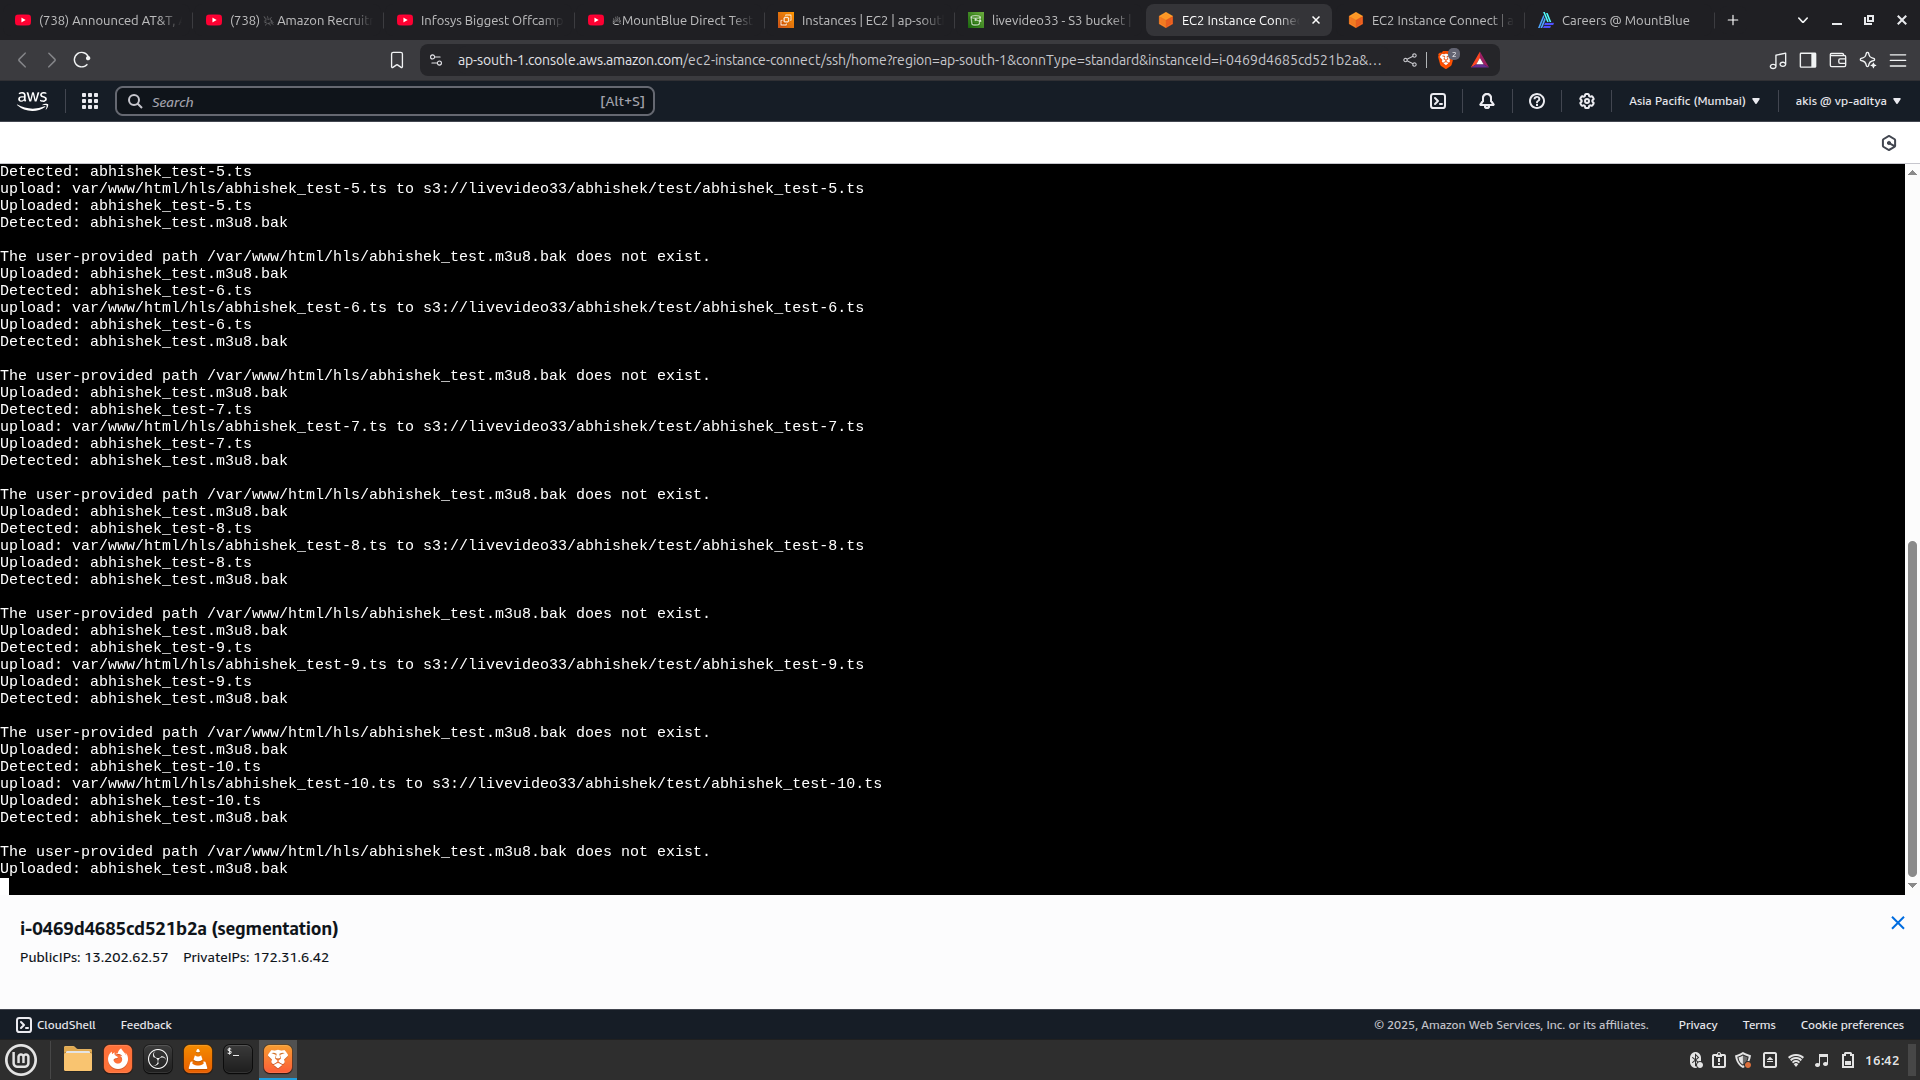 (738) Announced AT&T,
(738) Amazon Recruit
Infosys Biggest Offcamp
MountBlue Direct Test
Instances | EC2 | ap-sout
livevideo33 - S3 bucket |
EC2 Instance Conne
EC2 Instance Connect | a
Careers @ MountBlue
ap-south-1.console.aws.amazon.com/ec2-instance-connect/ssh/home?region=ap-south-1&connType=standard&instanceId=i-0469d4685cd521b2a&...
2
aws
Search
[Alt+S]
Asia Pacific (Mumbai)
akis @ vp-aditya
Detected: abhishek_test-5.ts
upload: var/www/html/hls/abhishek_test-5.ts to s3://livevideo33/abhishek/test/abhishek_test-5.ts
Uploaded: abhishek_test-5.ts
Detected: abhishek_test.m3u8.bak
The user-provided path /var/www/html/hls/abhishek_test.m3u8.bak does not exist.
Uploaded: abhishek_test.m3u8.bak
Detected: abhishek_test-6.ts
upload: var/www/html/hls/abhishek_test-6.ts to s3://livevideo33/abhishek/test/abhishek_test-6.ts
Uploaded: abhishek_test-6.ts
Detected: abhishek_test.m3u8.bak
The user-provided path /var/www/html/hls/abhishek_test.m3u8.bak does not exist.
Uploaded: abhishek_test.m3u8.bak
Detected: abhishek_test-7.ts
upload: var/www/html/hls/abhishek_test-7.ts to s3://livevideo33/abhishek/test/abhishek_test-7.ts
Uploaded: abhishek_test-7.ts
Detected: abhishek_test.m3u8.bak
The user-provided path /var/www/html/hls/abhishek_test.m3u8.bak does not exist.
Uploaded: abhishek_test.m3u8.bak
Detected: abhishek_test-8.ts
upload: var/www/html/hls/abhishek_test-8.ts to s3://livevideo33/abhishek/test/abhishek_test-8.ts
Uploaded: abhishek_test-8.ts
Detected: abhishek_test.m3u8.bak
The user-provided path /var/www/html/hls/abhishek_test.m3u8.bak does not exist.
Uploaded: abhishek_test.m3u8.bak
Detected: abhishek_test-9.ts
upload: var/www/html/hls/abhishek_test-9.ts to s3://livevideo33/abhishek/test/abhishek_test-9.ts
Uploaded: abhishek_test-9.ts
Detected: abhishek_test.m3u8.bak
The user-provided path /var/www/html/hls/abhishek_test.m3u8.bak does not exist.
Uploaded: abhishek_test.m3u8.bak
Detected: abhishek_test-10.ts
upload: var/www/html/hls/abhishek_test-10.ts to s3://livevideo33/abhishek/test/abhishek_test-10.ts
Uploaded: abhishek_test-10.ts
Detected: abhishek_test.m3u8.bak
The user-provided path /var/www/html/hls/abhishek_test.m3u8.bak does not exist.
Uploaded: abhishek_test.m3u8.bak
i-0469d4685cd521b2a (segmentation)
PublicIPs: 13.202.62.57 PrivateIPs: 172.31.6.42
CloudShell
Feedback
© 2025, Amazon Web Services, Inc. or its affiliates.
Privacy
Terms
Cookie preferences
16:42